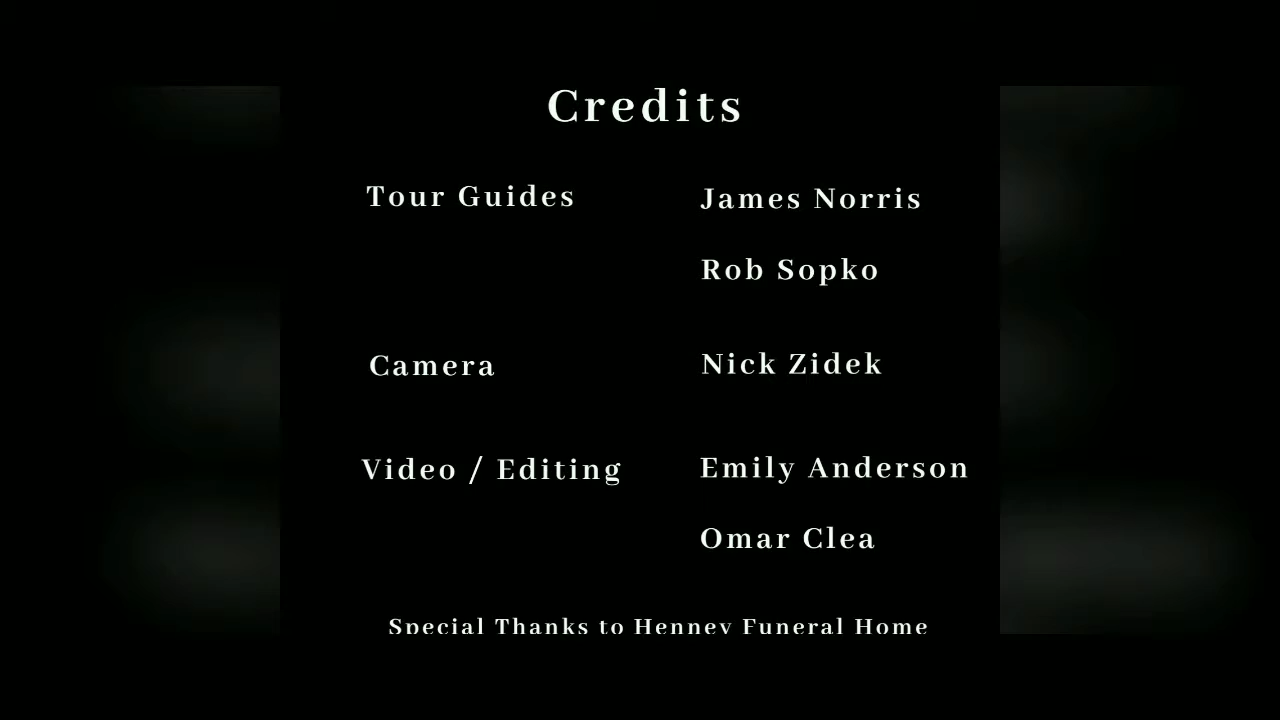 Credits
Tour Guides James Norris
Rob Sopko
Camera Nick Zidek
Video / Editing Emily Anderson
Omar Clea
Special Thanks to Henney Funeral Home